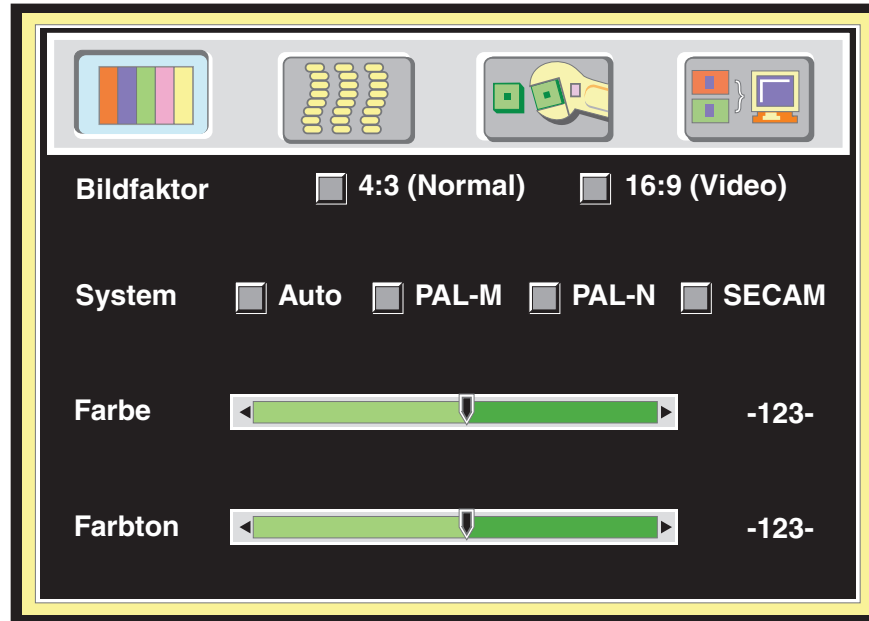 Bildfaktor 4:3 (Normal) 16:9 (Video)
System Auto PAL-M PAL-N SECAM
Farbe -123-
Farbton -123-